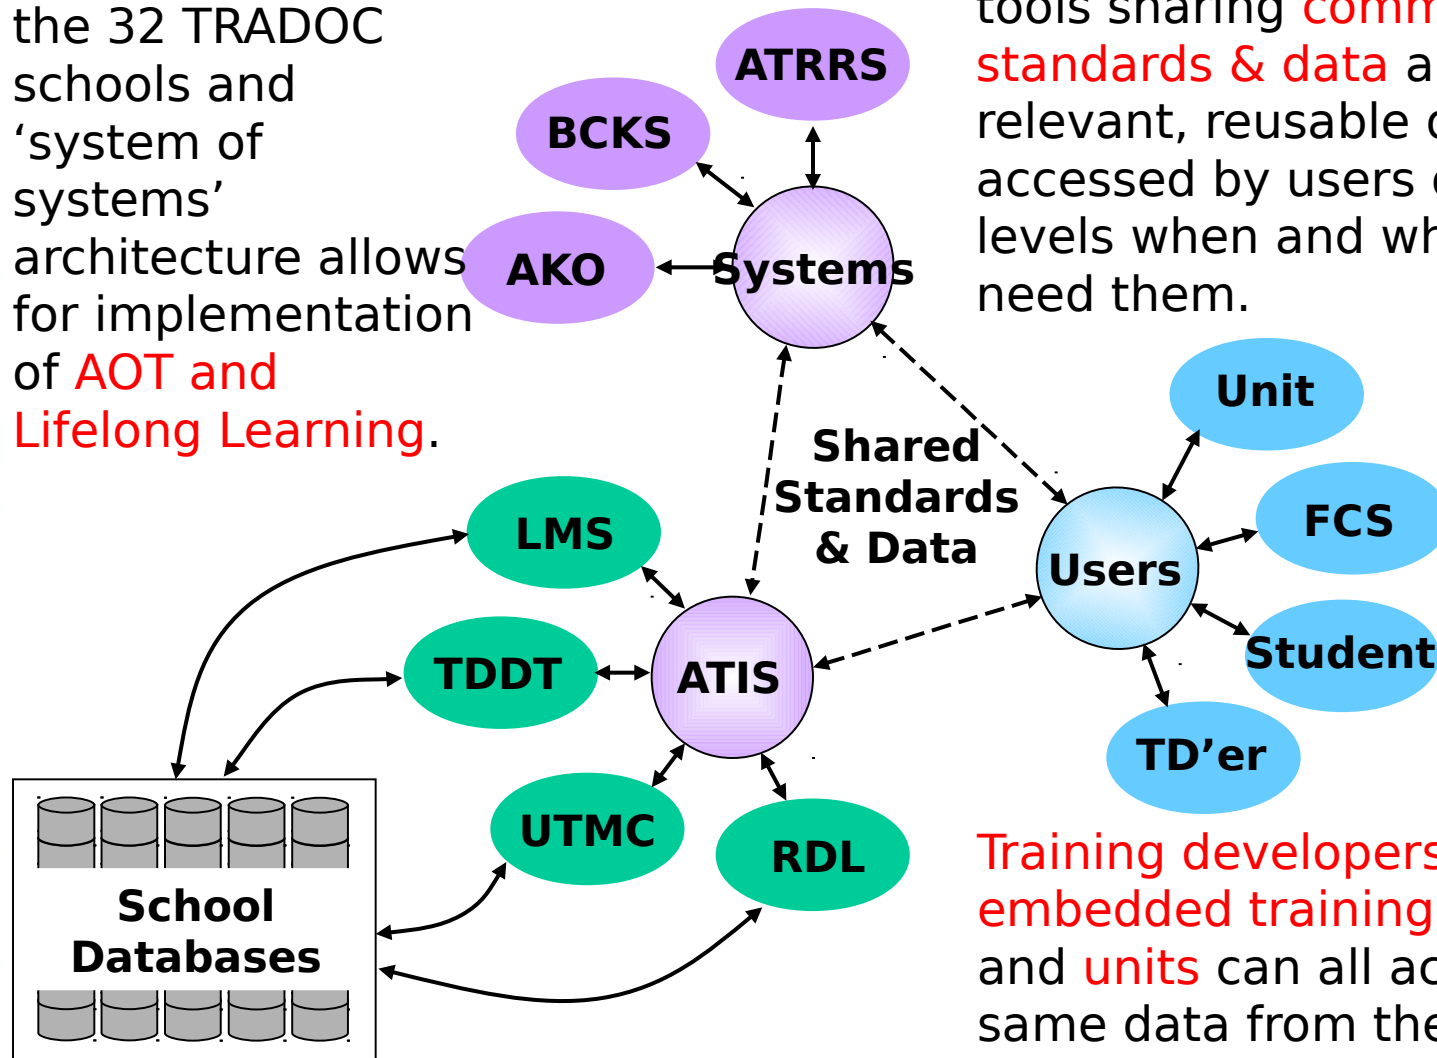 the 32 TRADOC
schools and
‘system of
systems’
architecture allows
for implementation
of AOT and
Lifelong Learning.
tools sharing
standards & data
relevant, reusable
accessed by users
levels when and
need them.
ATRRS
BCKS
AKO
Systems
Unit
Shared
Standards
& Data
FCS
Users
Student
TD’er
LMS
TDDT
ATIS
UTMC
RDL
School
Databases
Training developers
embedded training
and units can all
same data from the